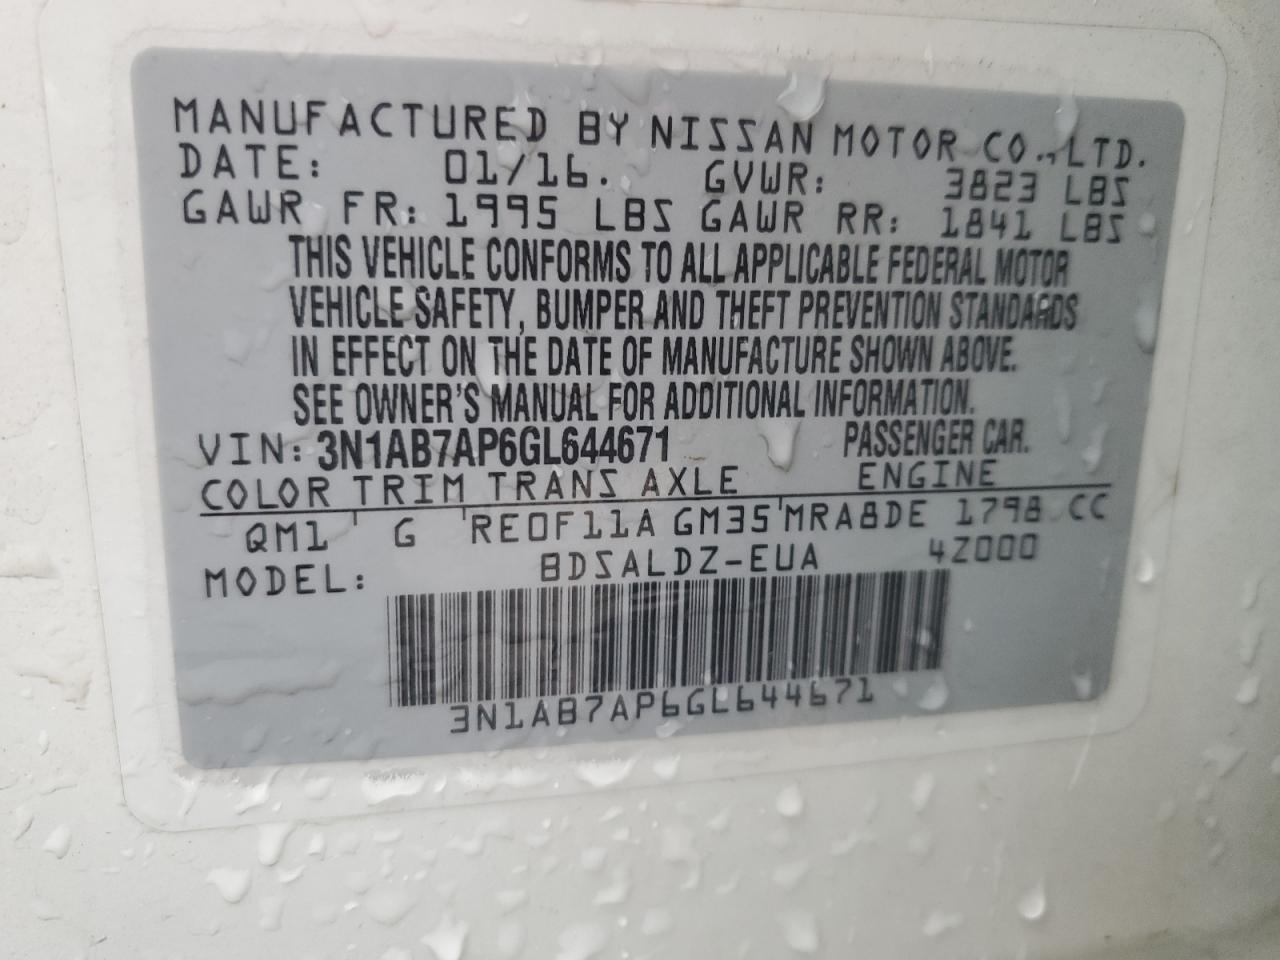 MANUFACTURED BY NISSAN MOTOR CO.,LTD.
DATE: 01/16. GVWR: 3823 LBS
GAWR FR: 1995 LBS GAWR RR: 1841 LBS
THIS VEHICLE CONFORMS TO ALL APPLICABLE FEDERAL MOTOR
VEHICLE SAFETY, BUMPER AND THEFT PREVENTION STANDARDS
IN EFFECT ON THE DATE OF MANUFACTURE SHOWN ABOVE.
SEE OWNER'S MANUAL FOR ADDITIONAL INFORMATION.
VIN: 3N1AB7AP6GL644671 PASSENGER CAR.
COLOR TRIM TRANS AXLE ENGINE
QM1 G RE0F11A GM35 MRA8DE 1798 CC
MODEL: BDSALDZ-EUA 4Z000
3N1AB7AP6GL644671